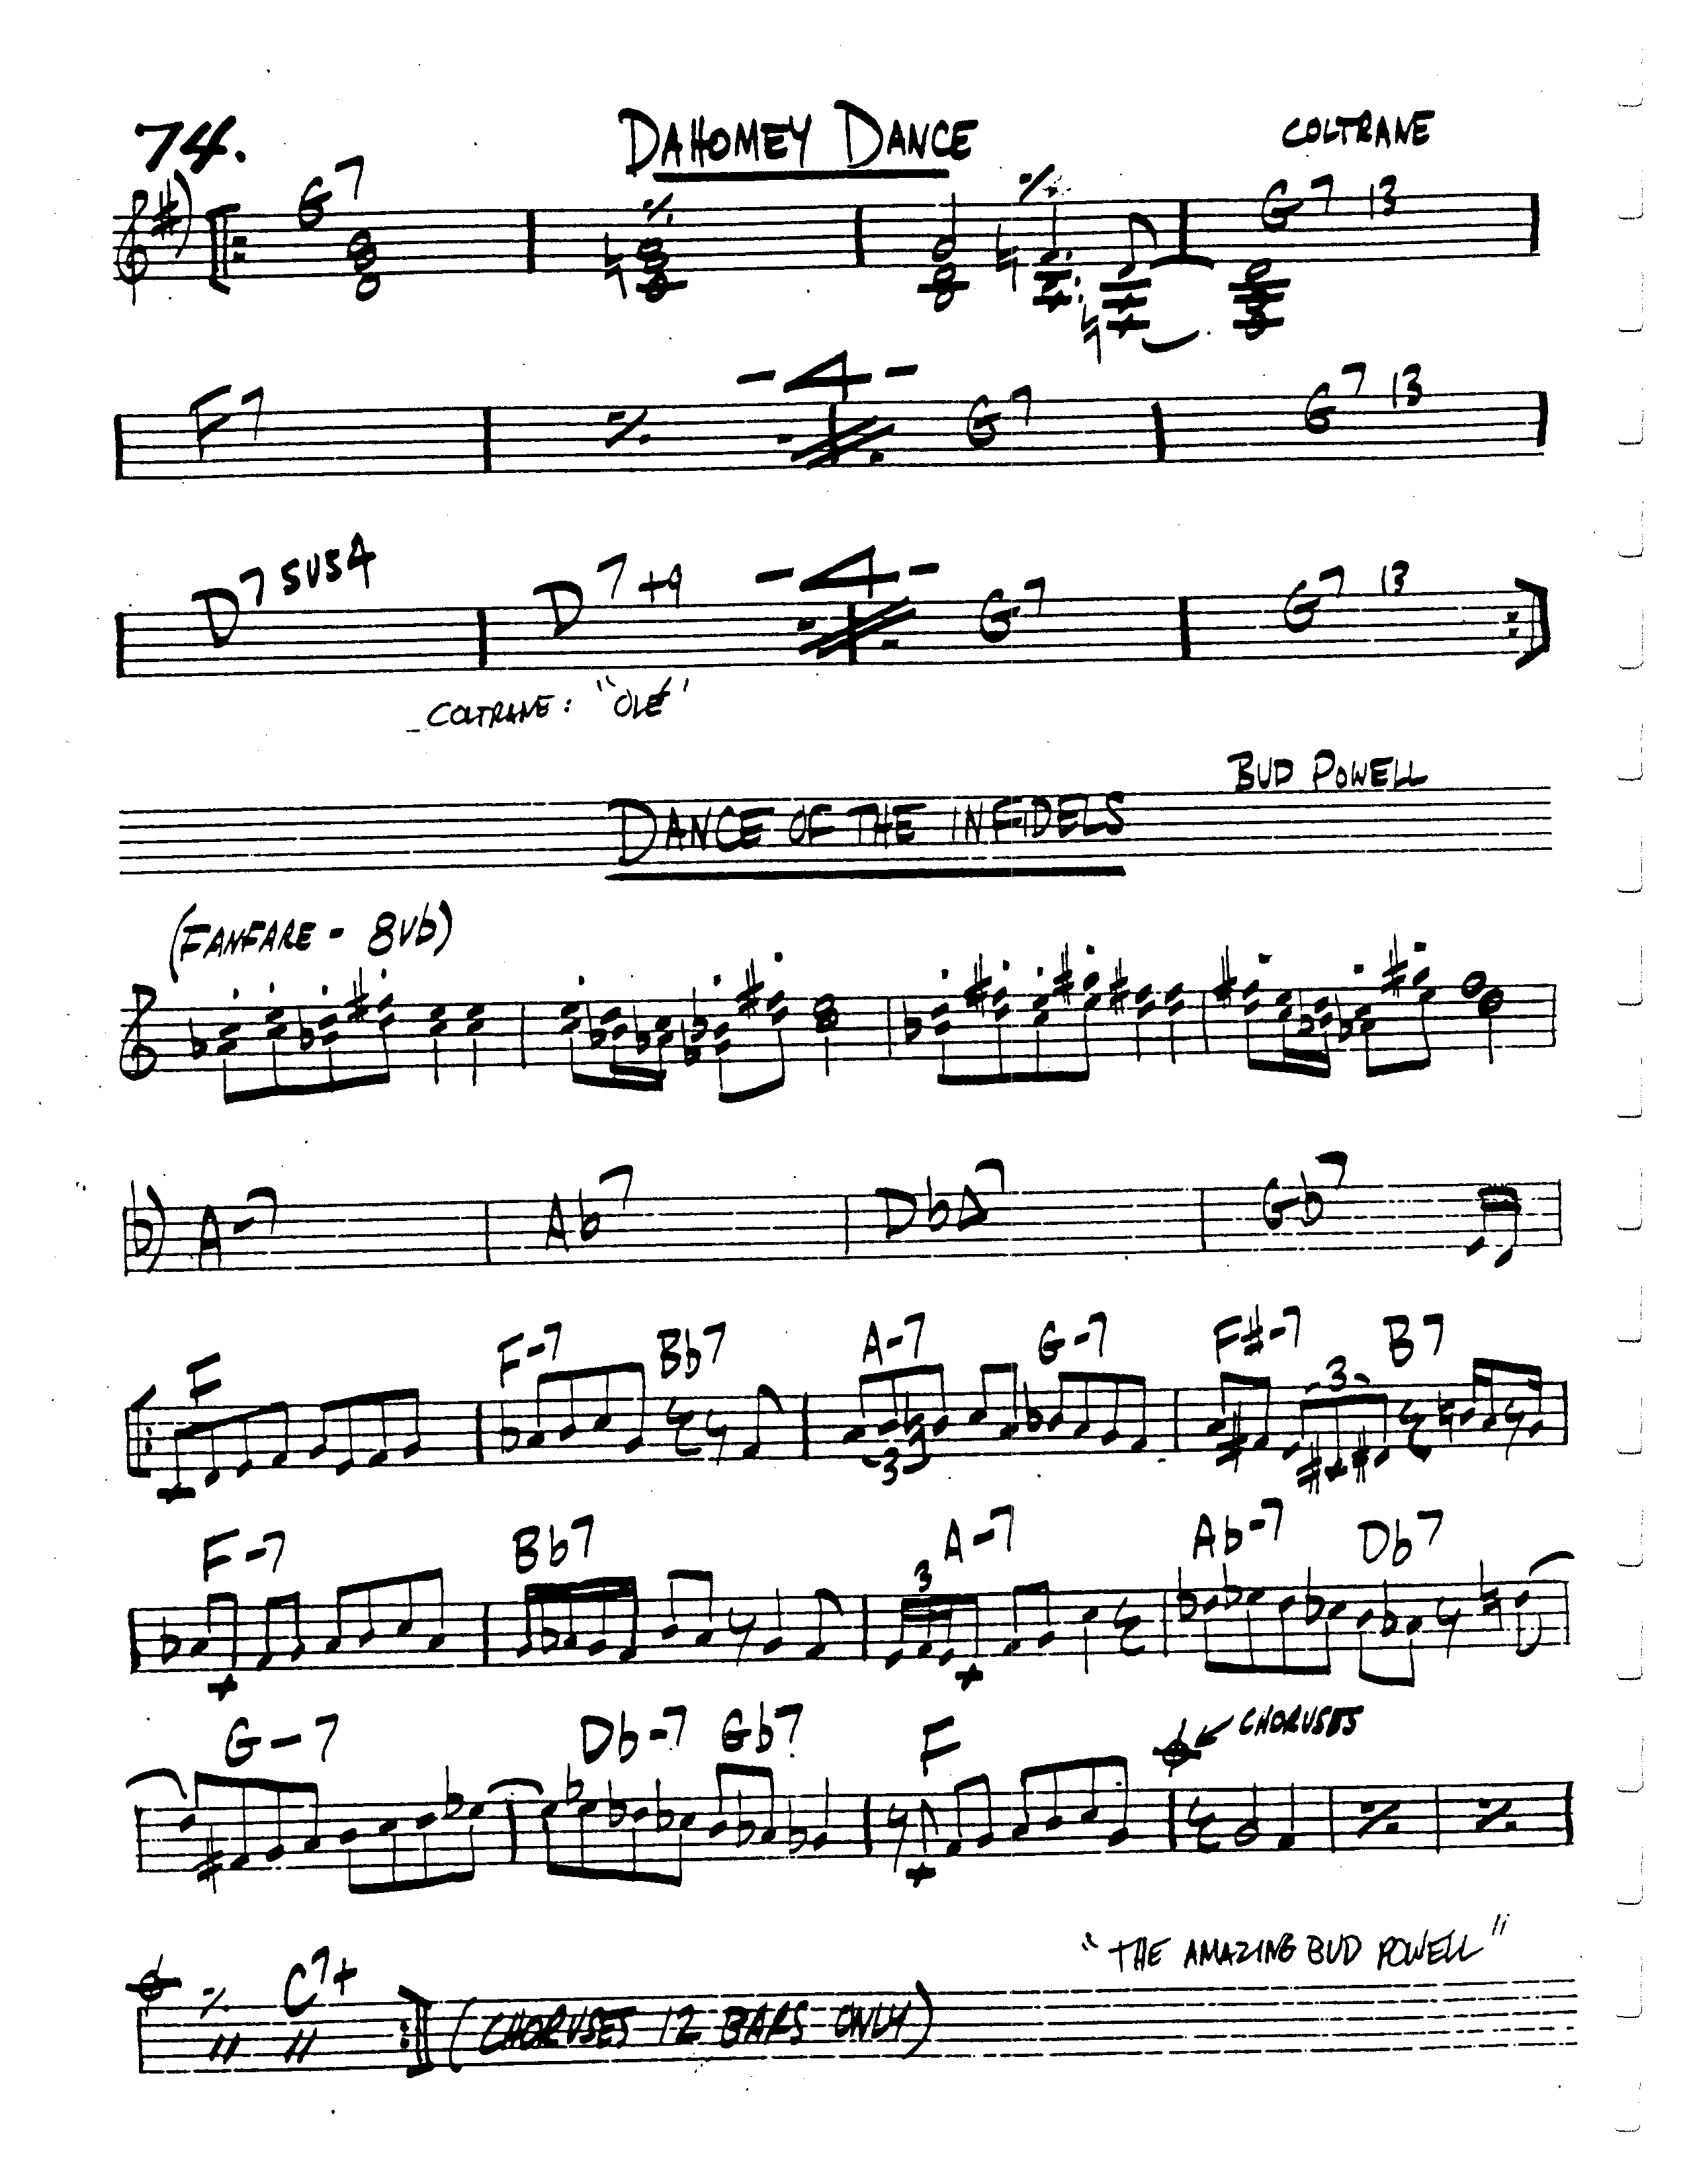 74. DAHOMEY DANCE COLTRANE
G7 G7 13
-4-
F7 G7 G7 13
D7 SUS4 D7+9 -4- G7 G7 13
COLTRANE: "OLÉ"
BUD POWELL
DANCE OF THE INFIDELS
(FANFARE - 8vb)
A-7 Ab7 DbΔ7 Gb7
F F-7 Bb7 A-7 G-7 F#-7 B7
3 3
F-7 Bb7 A-7 Ab-7 Db7
3
G-7 Db-7 Gb7 F CHORUSES
"THE AMAZING BUD POWELL"
C7+
(CHORUSES 12 BARS ONLY)